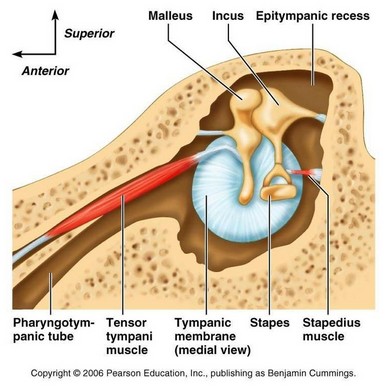 Malleus
Incus
Epitympanic recess
Superior
Anterior
Pharyngotym-
panic tube
Tensor
tympani
muscle
Tympanic
membrane
(medial view)
Stapes
Stapedius
muscle
Copyright © 2006 Pearson Education, Inc., publishing as Benjamin Cummings.